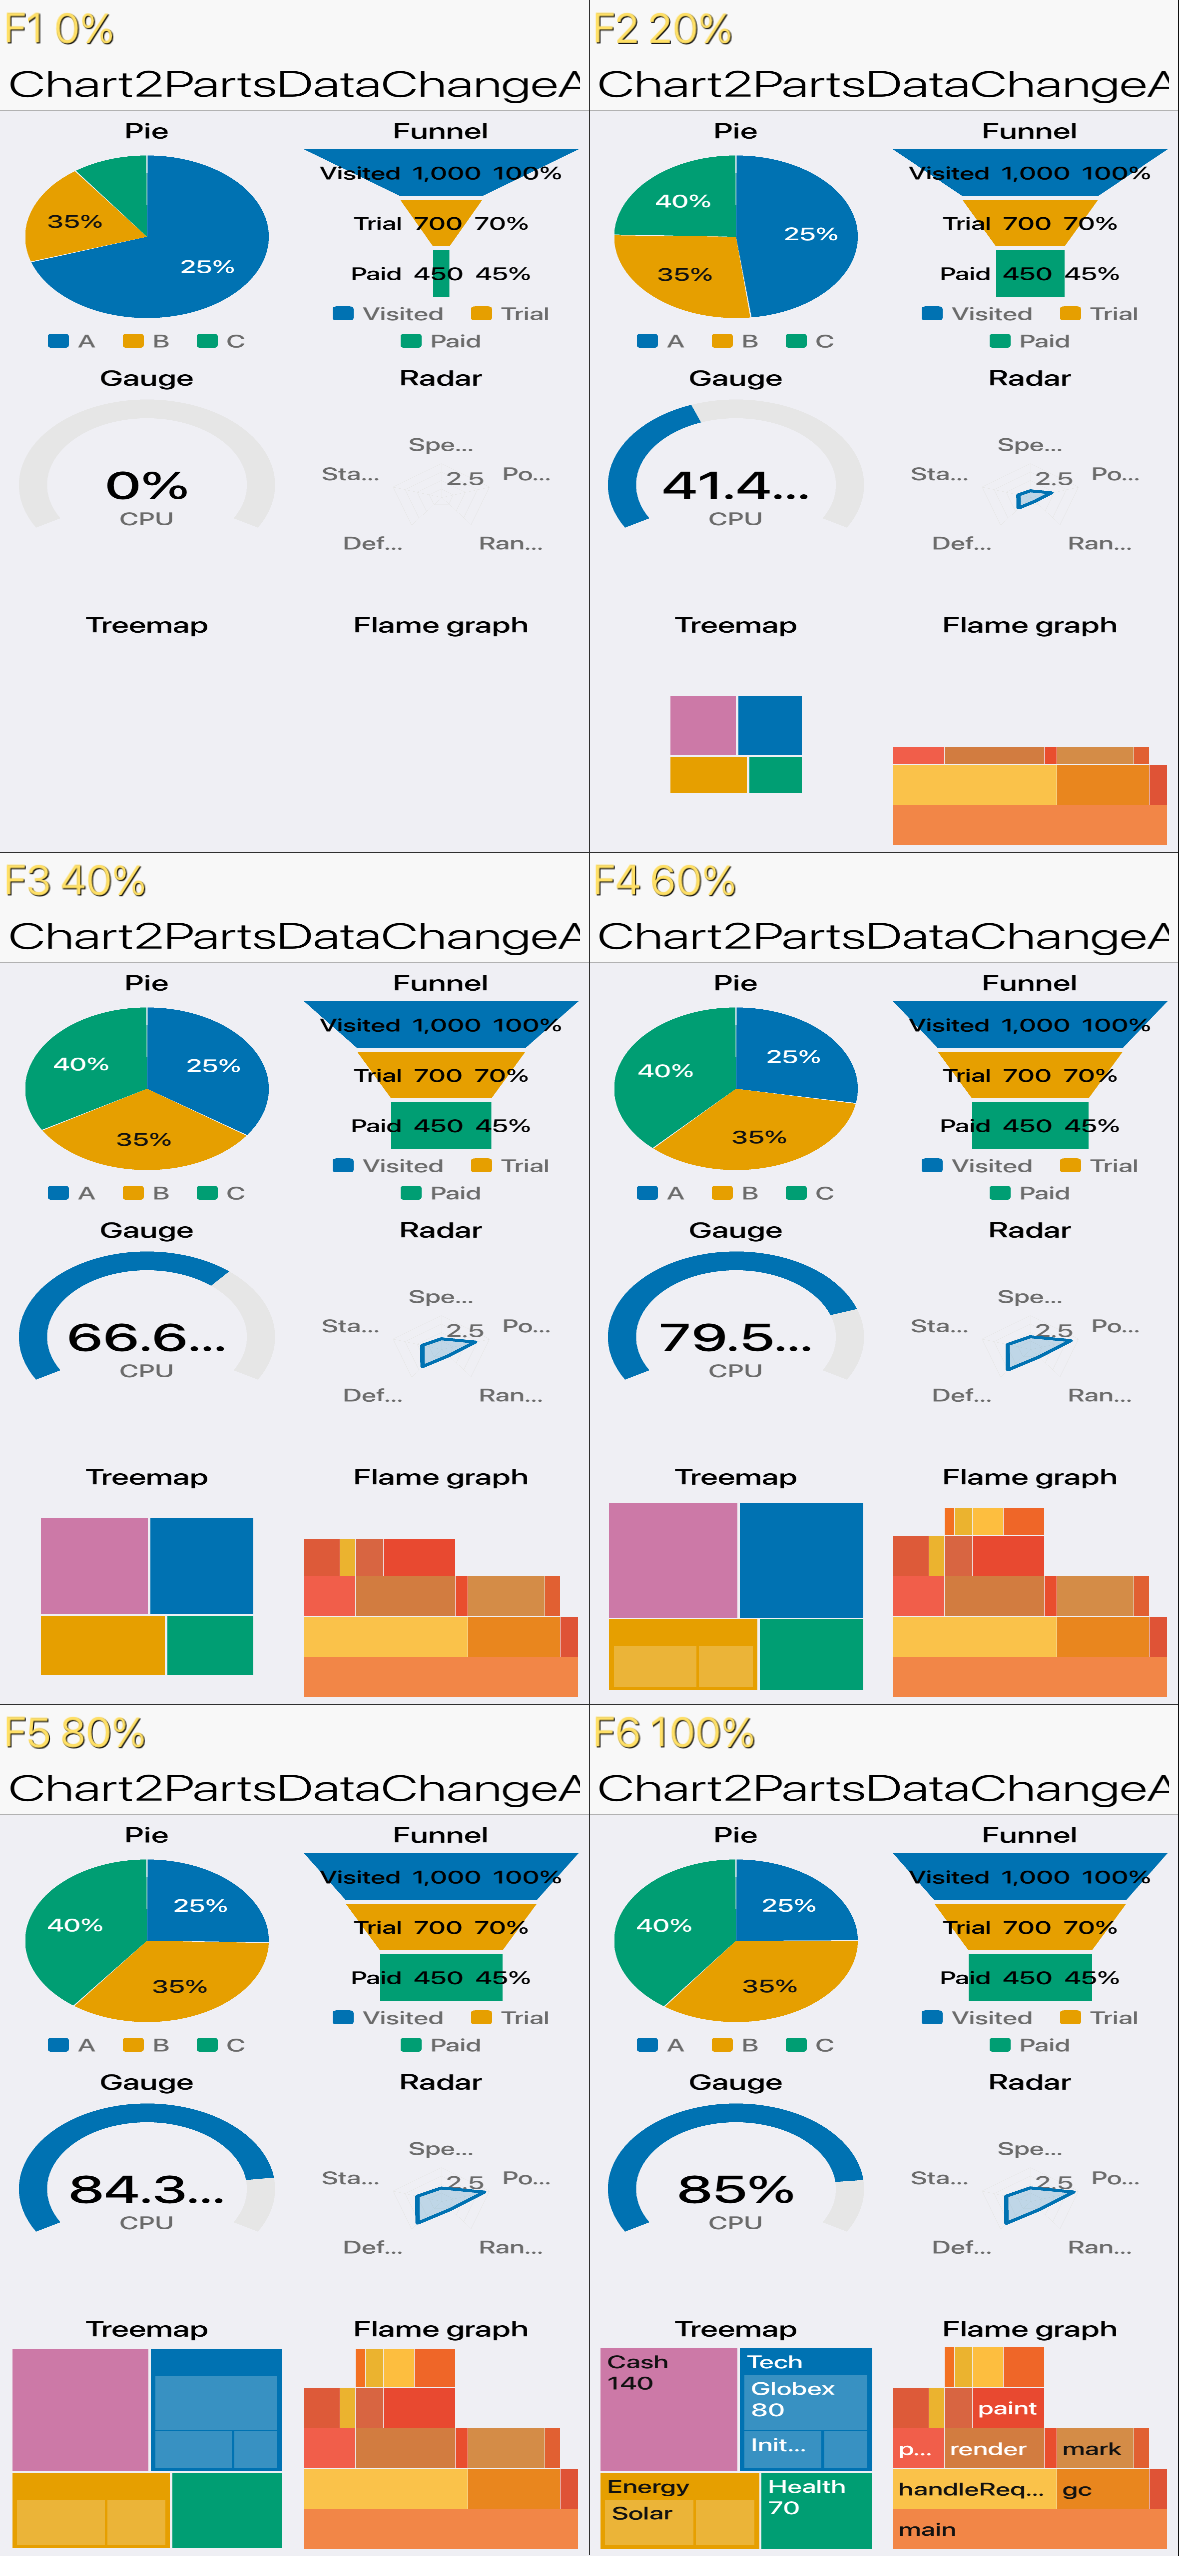 F1 0%
Chart2PartsDataChangeA
Pie
Funnel
35%
25%
Visited 1,000 100%
Trial 700 70%
Paid 450 45%
Visited Trial
Paid
A B C
Gauge
Radar
0%
CPU
Spe...
Sta... 2.5 Po...
Def... Ran...
Treemap
Flame graph
F2 20%
Chart2PartsDataChangeA
Pie
Funnel
40%
25%
35%
Visited 1,000 100%
Trial 700 70%
Paid 450 45%
Visited Trial
Paid
A B C
Gauge
Radar
41.4...
CPU
Spe...
Sta... 2.5 Po...
Def... Ran...
Treemap
Flame graph
F3 40%
Chart2PartsDataChangeA
Pie
Funnel
40% 25%
35%
Visited 1,000 100%
Trial 700 70%
Paid 450 45%
Visited Trial
Paid
A B C
Gauge
Radar
66.6...
CPU
Spe...
Sta... 2.5 Po...
Def... Ran...
Treemap
Flame graph
F4 60%
Chart2PartsDataChangeA
Pie
Funnel
25%
40%
35%
Visited 1,000 100%
Trial 700 70%
Paid 450 45%
Visited Trial
Paid
A B C
Gauge
Radar
79.5...
CPU
Spe...
Sta... 2.5 Po...
Def... Ran...
Treemap
Flame graph
F5 80%
Chart2PartsDataChangeA
Pie
Funnel
25%
40%
35%
Visited 1,000 100%
Trial 700 70%
Paid 450 45%
Visited Trial
Paid
A B C
Gauge
Radar
84.3...
CPU
Spe...
Sta... 2.5 Po...
Def... Ran...
Treemap
Flame graph
F6 100%
Chart2PartsDataChangeA
Pie
Funnel
25%
40%
35%
Visited 1,000 100%
Trial 700 70%
Paid 450 45%
Visited Trial
Paid
A B C
Gauge
Radar
85%
CPU
Spe...
Sta... 2.5 Po...
Def... Ran...
Treemap
Flame graph
Cash
140
Tech
Globex
80
Init...
Energy
Solar
Health
70
paint
p... render mark
handleReq... gc
main